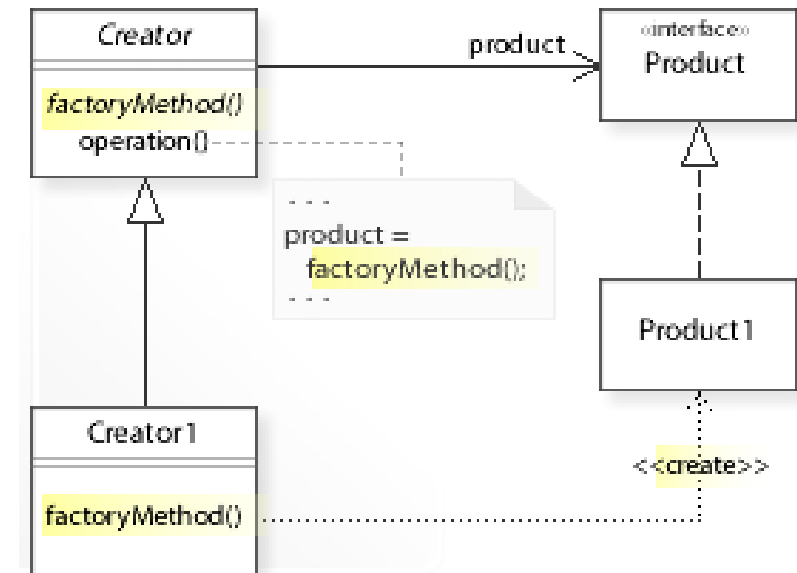 Creator
factoryMethod()
operation()
product
«interface»
Product
- - -
product =
factoryMethod();
- - -
Product1
Creator1
factoryMethod()
<<create>>